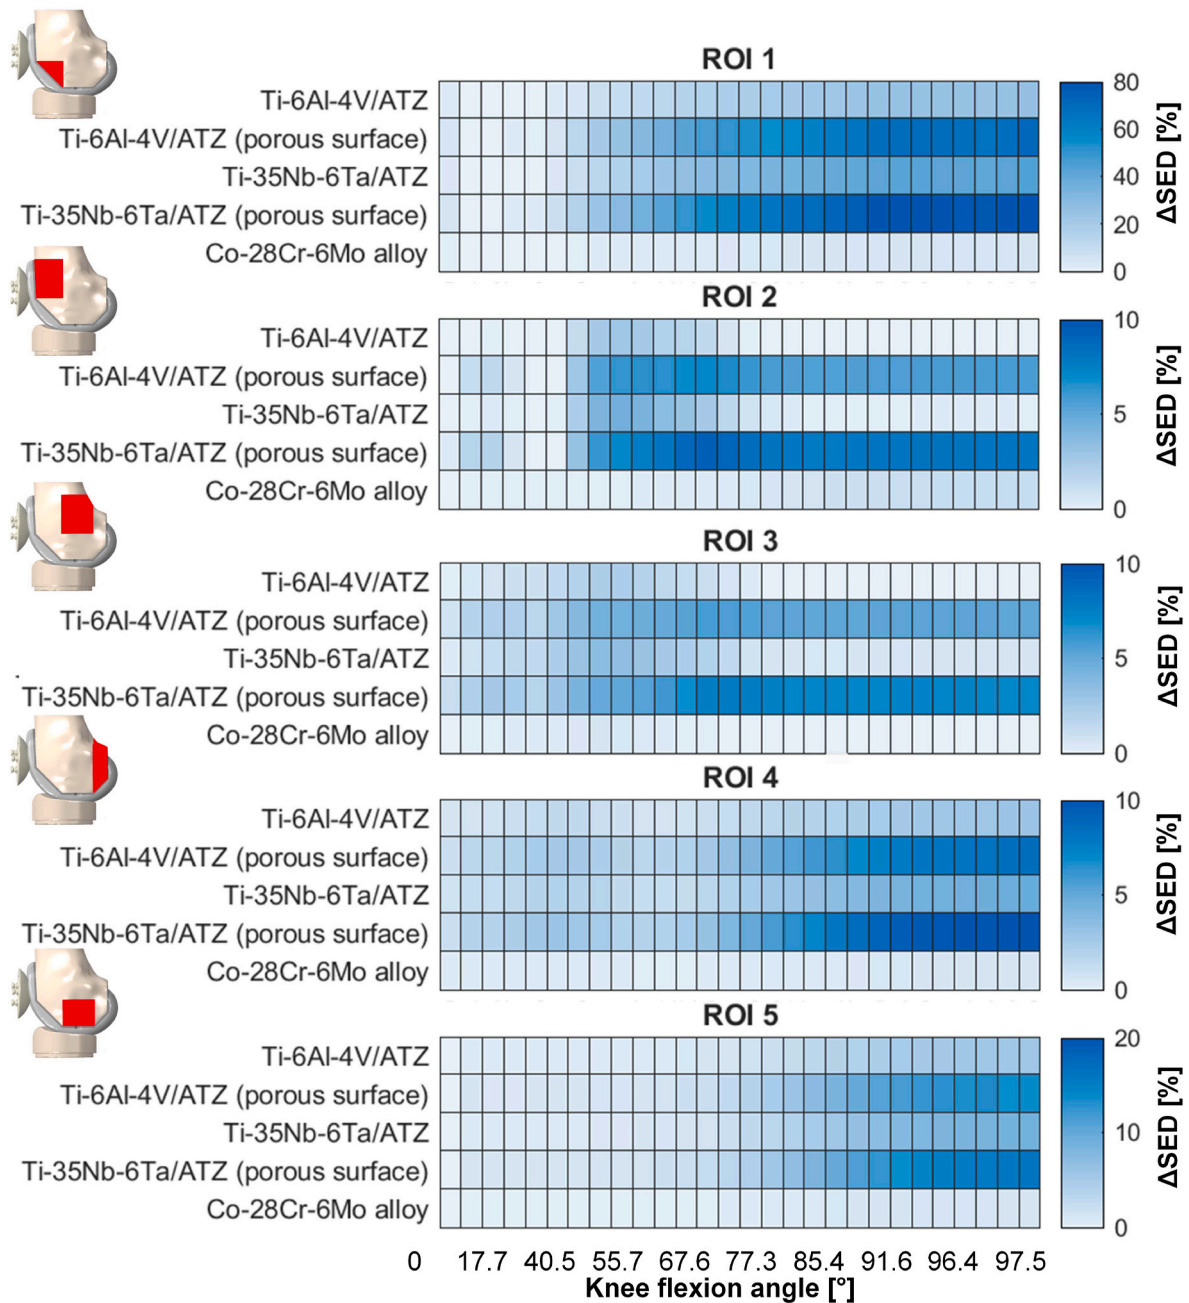 ROI 1
Ti-6Al-4V/ATZ
Ti-6Al-4V/ATZ (porous surface)
Ti-35Nb-6Ta/ATZ
Ti-35Nb-6Ta/ATZ (porous surface)
Co-28Cr-6Mo alloy
80
60
40
20
0
ΔSED [%]
ROI 2
Ti-6Al-4V/ATZ
Ti-6Al-4V/ATZ (porous surface)
Ti-35Nb-6Ta/ATZ
Ti-35Nb-6Ta/ATZ (porous surface)
Co-28Cr-6Mo alloy
10
5
0
ΔSED [%]
ROI 3
Ti-6Al-4V/ATZ
Ti-6Al-4V/ATZ (porous surface)
Ti-35Nb-6Ta/ATZ
Ti-35Nb-6Ta/ATZ (porous surface)
Co-28Cr-6Mo alloy
10
5
0
ΔSED [%]
ROI 4
Ti-6Al-4V/ATZ
Ti-6Al-4V/ATZ (porous surface)
Ti-35Nb-6Ta/ATZ
Ti-35Nb-6Ta/ATZ (porous surface)
Co-28Cr-6Mo alloy
10
5
0
ΔSED [%]
ROI 5
Ti-6Al-4V/ATZ
Ti-6Al-4V/ATZ (porous surface)
Ti-35Nb-6Ta/ATZ
Ti-35Nb-6Ta/ATZ (porous surface)
Co-28Cr-6Mo alloy
20
10
0
ΔSED [%]
0 17.7 40.5 55.7 67.6 77.3 85.4 91.6 96.4 97.5
Knee flexion angle [°]